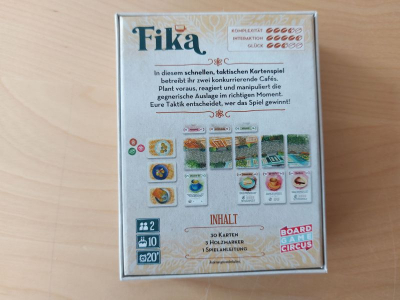 Fika
KOMPLEXITÄT
INTERAKTION
GLÜCK
In diesem schnellen, taktischen Kartenspiel
betreibt ihr zwei konkurrierende Cafés.
Plant voraus, reagiert und manipuliert die
gegnerische Auslage im richtigen Moment.
Eure Taktik entscheidet, wer das Spiel gewinnt!
2
10
20'
INHALT
30 KARTEN
3 HOLZMARKER
1 SPIELANLEITUNG
BOARD
GAME
CIRCUS